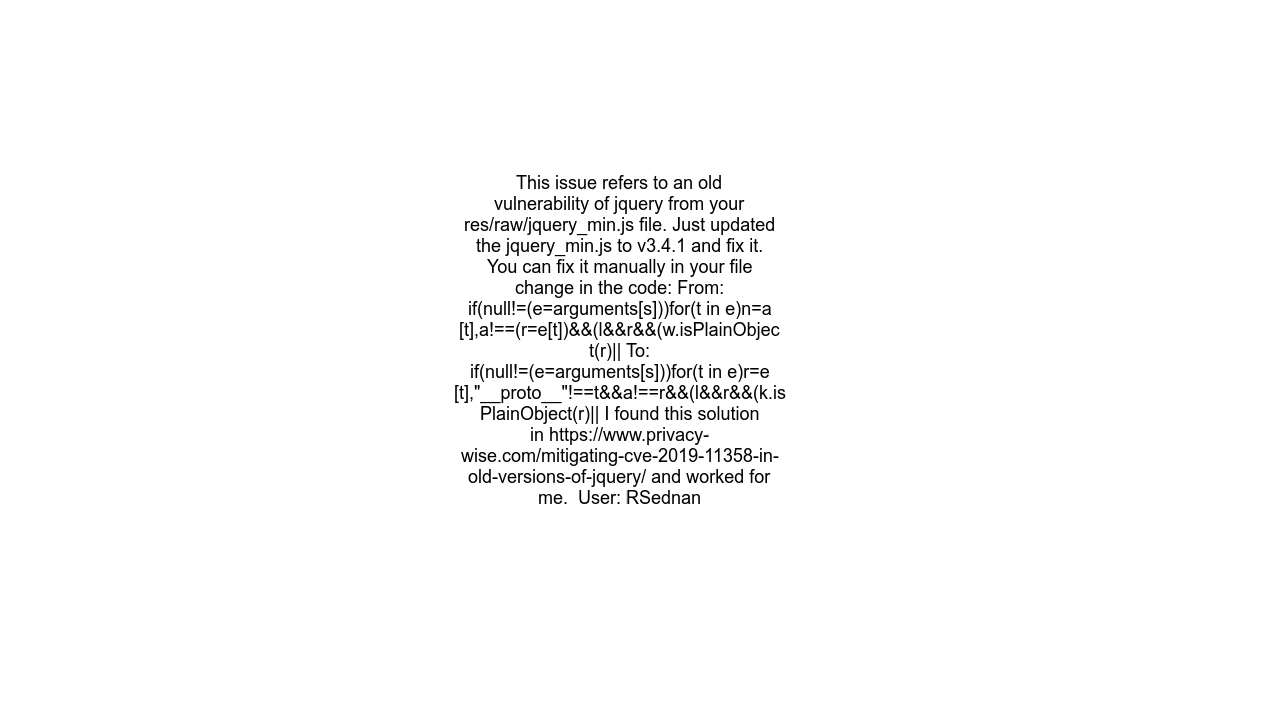 This issue refers to an old
vulnerability of jquery from your
res/raw/jquery_min.js file. Just updated
the jquery_min.js to v3.4.1 and fix it.
You can fix it manually in your file
change in the code: From:
if(null!=(e=arguments[s]))for(t in e)n=a
[t],a!==(r=e[t])&&(l&&r&&(w.isPlainObjec
t(r)|| To:
if(null!=(e=arguments[s]))for(t in e)r=e
[t],"__proto__"!==t&&a!==r&&(l&&r&&(k.is
PlainObject(r)|| I found this solution
in https://www.privacy-
wise.com/mitigating-cve-2019-11358-in-
old-versions-of-jquery/ and worked for
me.  User: RSednan